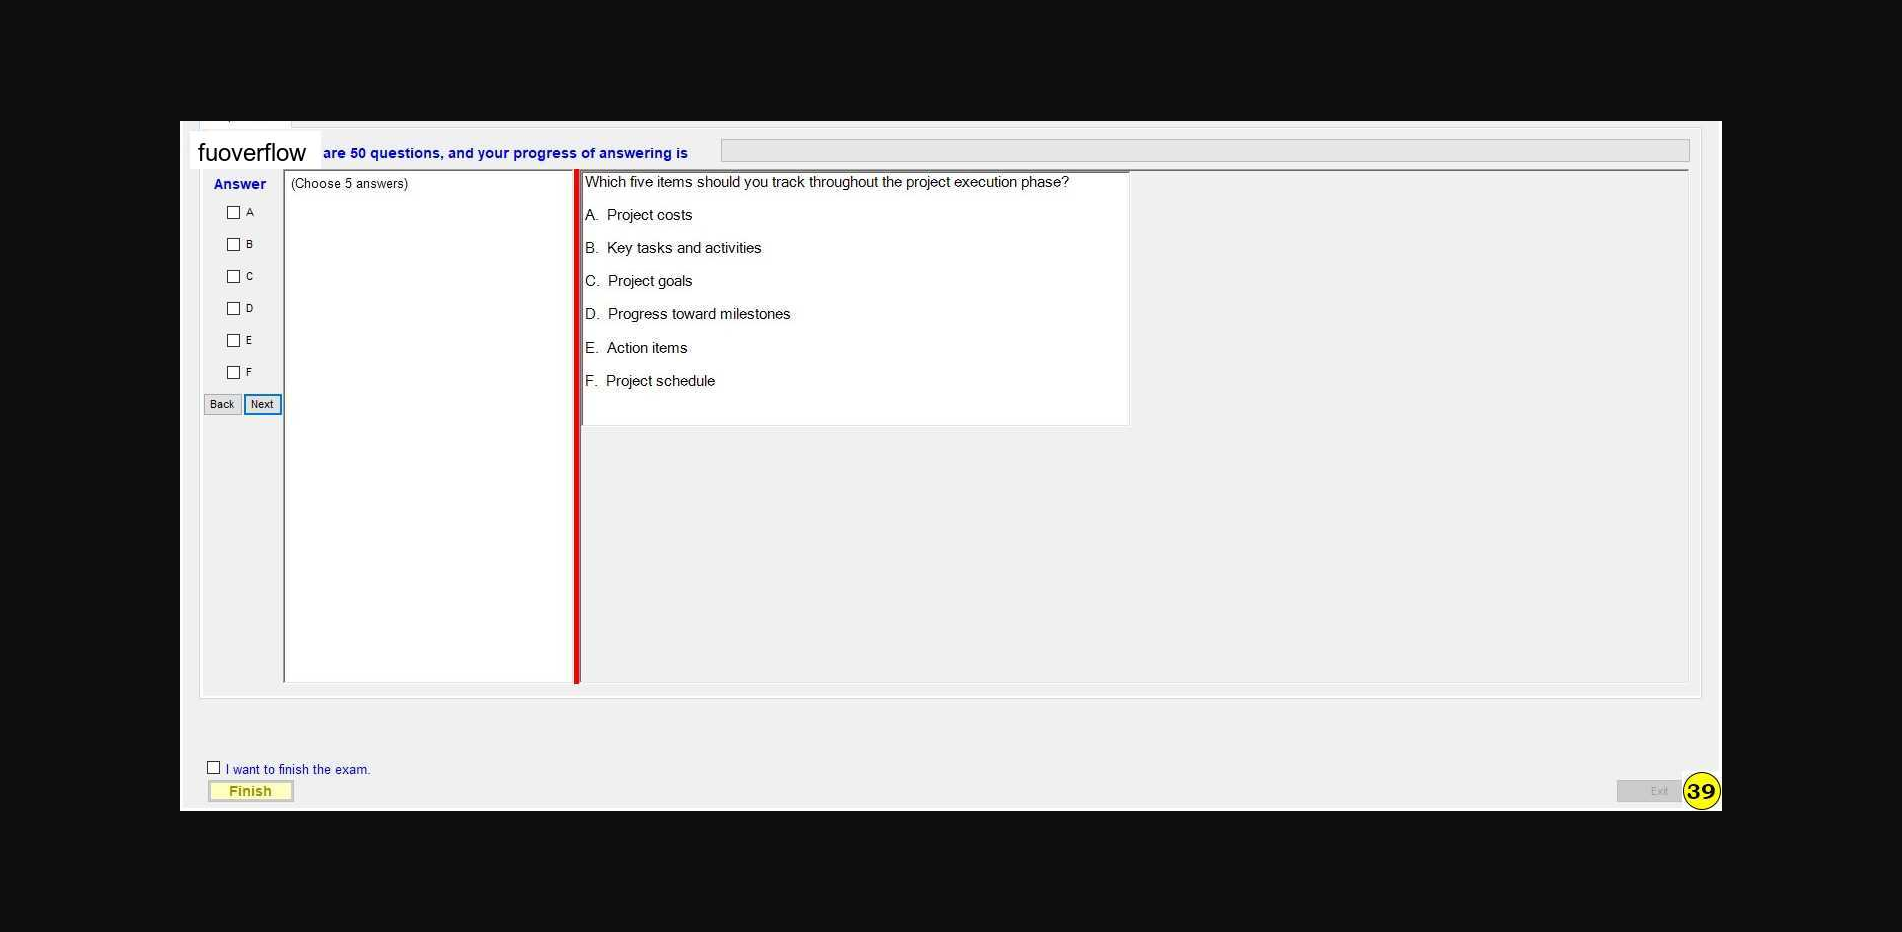 fuoverflow are 50 questions, and your progress of answering is
Answer
(Choose 5 answers)
A
B
C
D
E
F
Back Next
Which five items should you track throughout the project execution phase?
A. Project costs
B. Key tasks and activities
C. Project goals
D. Progress toward milestones
E. Action items
F. Project schedule
I want to finish the exam.
Finish
Exit
39